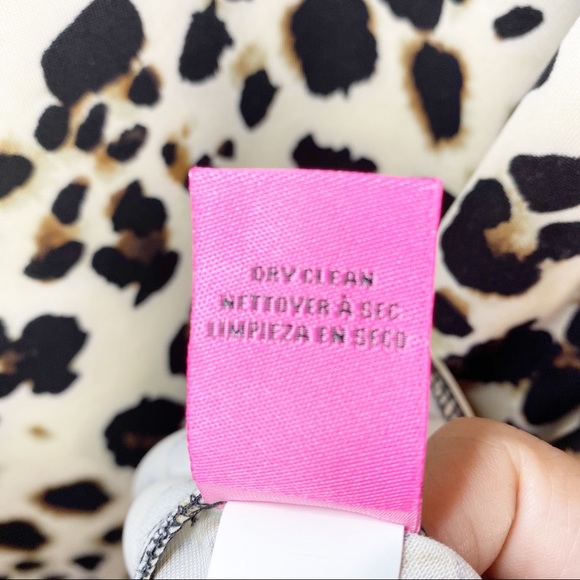 DRY CLEAN
NETTOYER À SEC
LIMPIEZA EN SECO